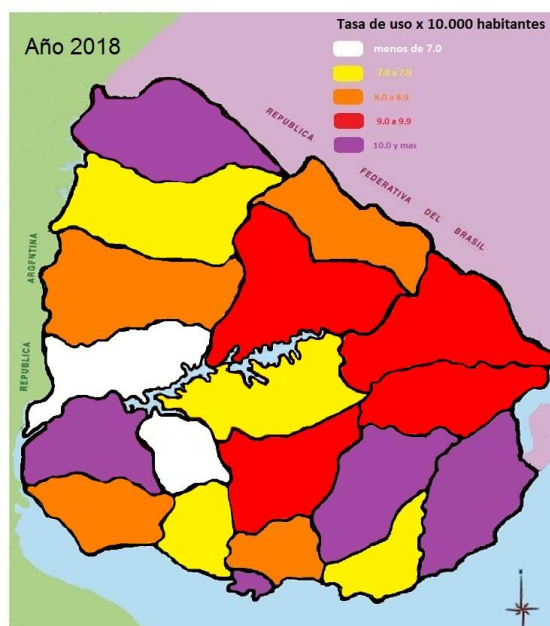 Tasa de uso x 10.000 habitantes
Año 2018
menos de 7.0
7.0 a 7.9
8.0 a 8.9
9.0 a 9.9
10.0 y mas
REPUBLICA
FEDERATIVA DEL BRASIL
REPUBLICA ARGENTINA